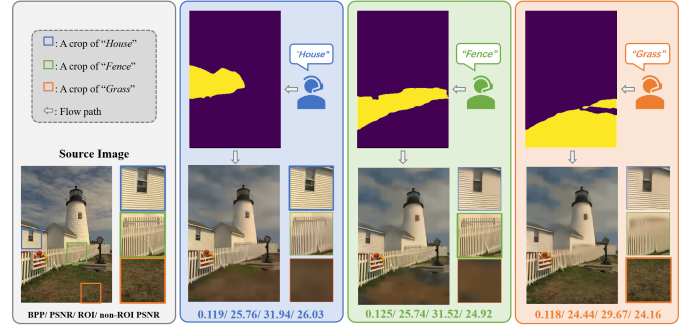 : A crop of “House”
: A crop of “Fence”
: A crop of “Grass”
: Flow path
Source Image
BPP/ PSNR/ ROI/ non-ROI PSNR
“House”
0.119/ 25.76/ 31.94/ 26.03
“Fence”
0.125/ 25.74/ 31.52/ 24.92
“Grass”
0.118/ 24.44/ 29.67/ 24.16